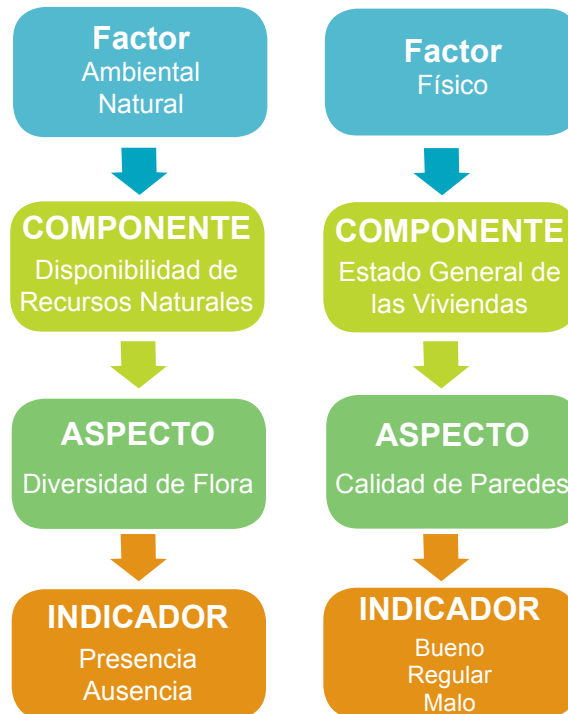 Factor
Ambiental
Natural
COMPONENTE
Disponibilidad de
Recursos Naturales
ASPECTO
Diversidad de Flora
INDICADOR
Presencia
Ausencia
Factor
Físico
COMPONENTE
Estado General de
las Viviendas
ASPECTO
Calidad de Paredes
INDICADOR
Bueno
Regular
Malo